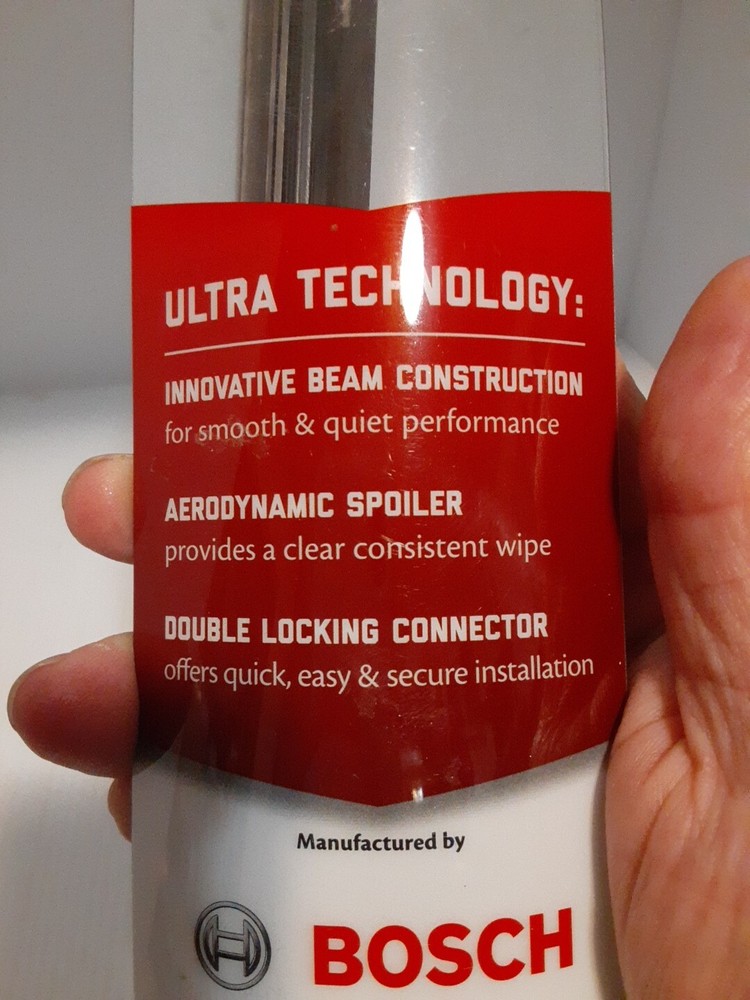 ULTRA TECHNOLOGY:
INNOVATIVE BEAM CONSTRUCTION
for smooth & quiet performance
AERODYNAMIC SPOILER
provides a clear consistent wipe
DOUBLE LOCKING CONNECTOR
offers quick, easy & secure installation
Manufactured by
BOSCH